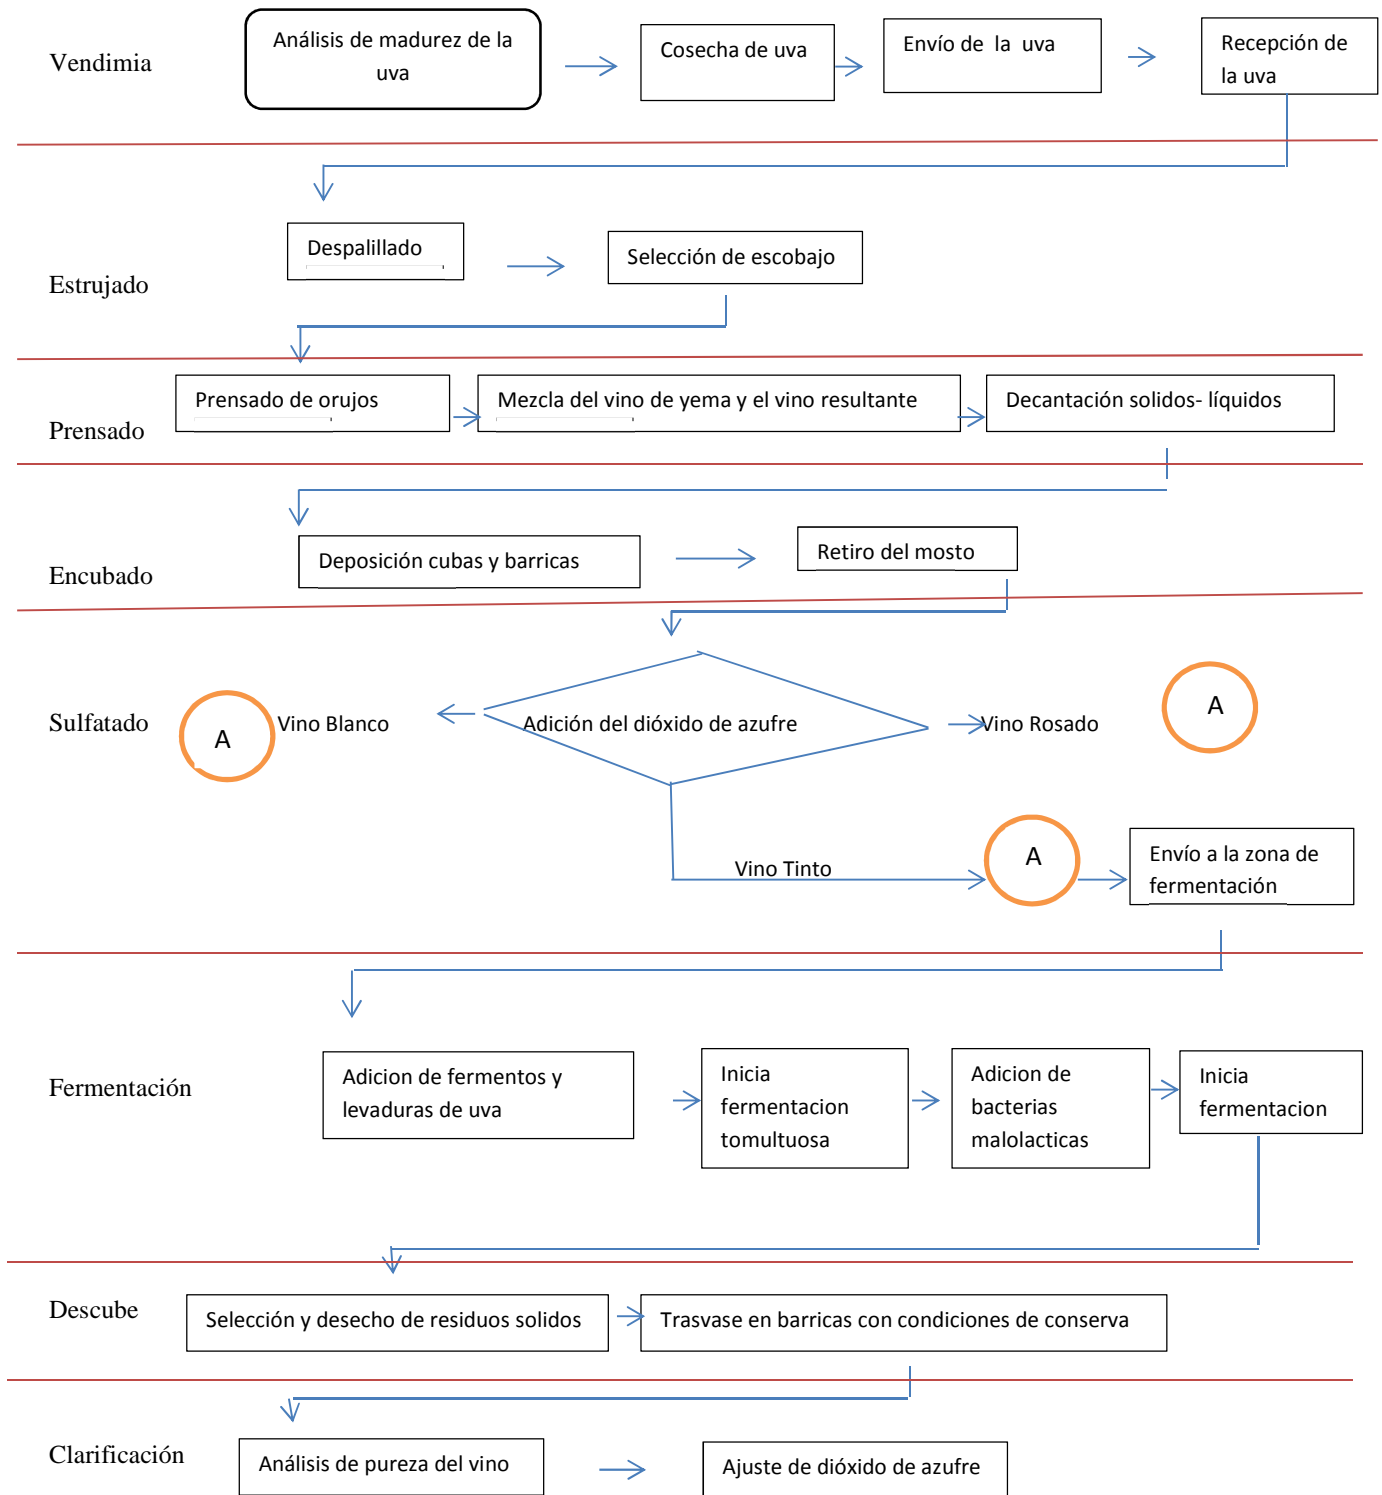 Vendimia
Análisis de madurez de la
uva
Cosecha de uva
Envío de la uva
Recepción de
la uva
Estrujado
Despalillado
Selección de escobajo
Prensado
Prensado de orujos
Mezcla del vino de yema y el vino resultante
Decantación solidos- líquidos
Encubado
Deposición cubas y barricas
Retiro del mosto
Sulfatado
A
Vino Blanco
Adición del dióxido de azufre
Vino Rosado
A
Vino Tinto
A
Envío a la zona de
fermentación
Fermentación
Adicion de fermentos y
levaduras de uva
Inicia
fermentacion
tomultuosa
Adicion de
bacterias
malolacticas
Inicia
fermentacion
Descube
Selección y desecho de residuos solidos
Trasvase en barricas con condiciones de conserva
Clarificación
Análisis de pureza del vino
Ajuste de dióxido de azufre